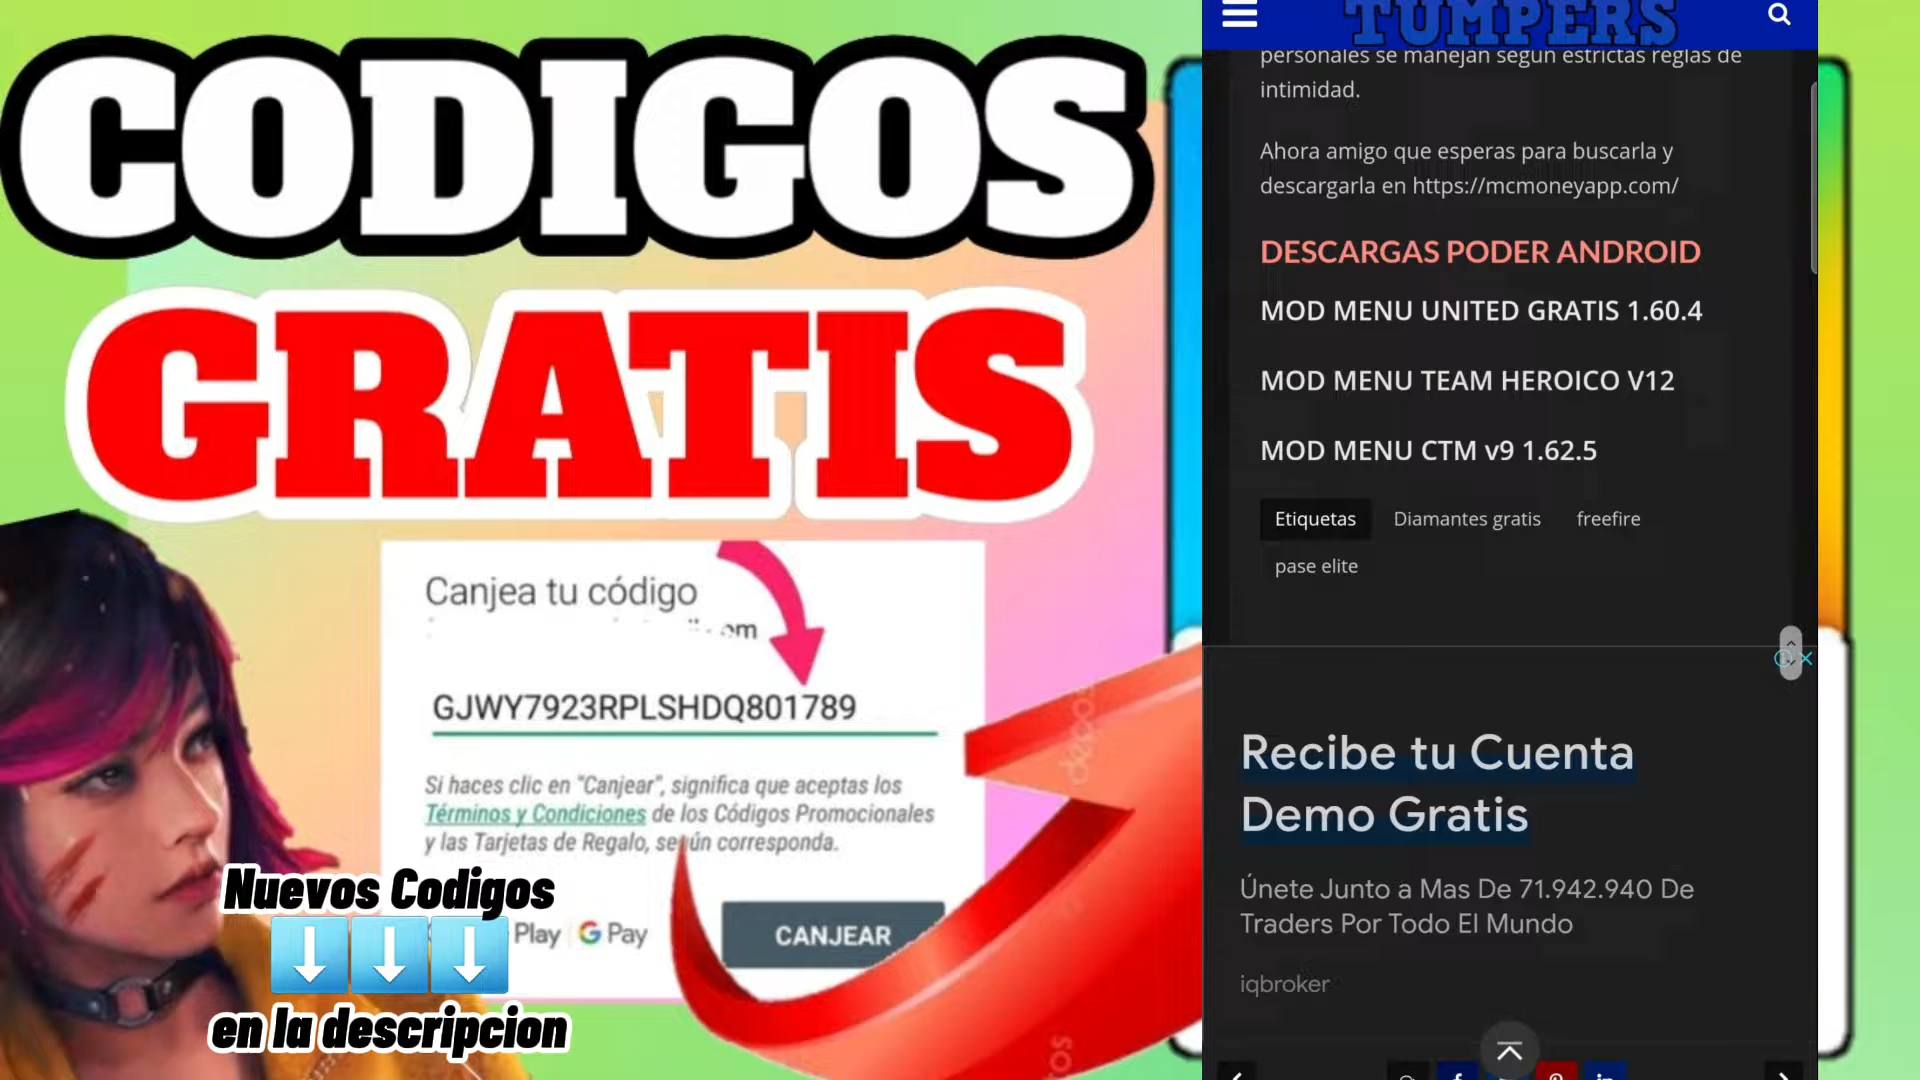 CODIGOS
GRATIS
Canjea tu código
GJWY7923RPLSHDQ801789
Si haces clic en "Canjear", significa que aceptas los
Términos y Condiciones de los Códigos Promocionales
y las Tarjetas de Regalo, según corresponda.
Play G Pay
CANJEAR
Nuevos Codigos
en la descripcion
TUMPERS
personales se manejan según estrictas reglas de
intimidad.
Ahora amigo que esperas para buscarla y
descargarla en https://mcmoneyapp.com/
DESCARGAS PODER ANDROID
MOD MENU UNITED GRATIS 1.60.4
MOD MENU TEAM HEROICO V12
MOD MENU CTM v9 1.62.5
Etiquetas Diamantes gratis freefire
pase elite
Recibe tu Cuenta
Demo Gratis
Únete Junto a Mas De 71.942.940 De
Traders Por Todo El Mundo
iqbroker